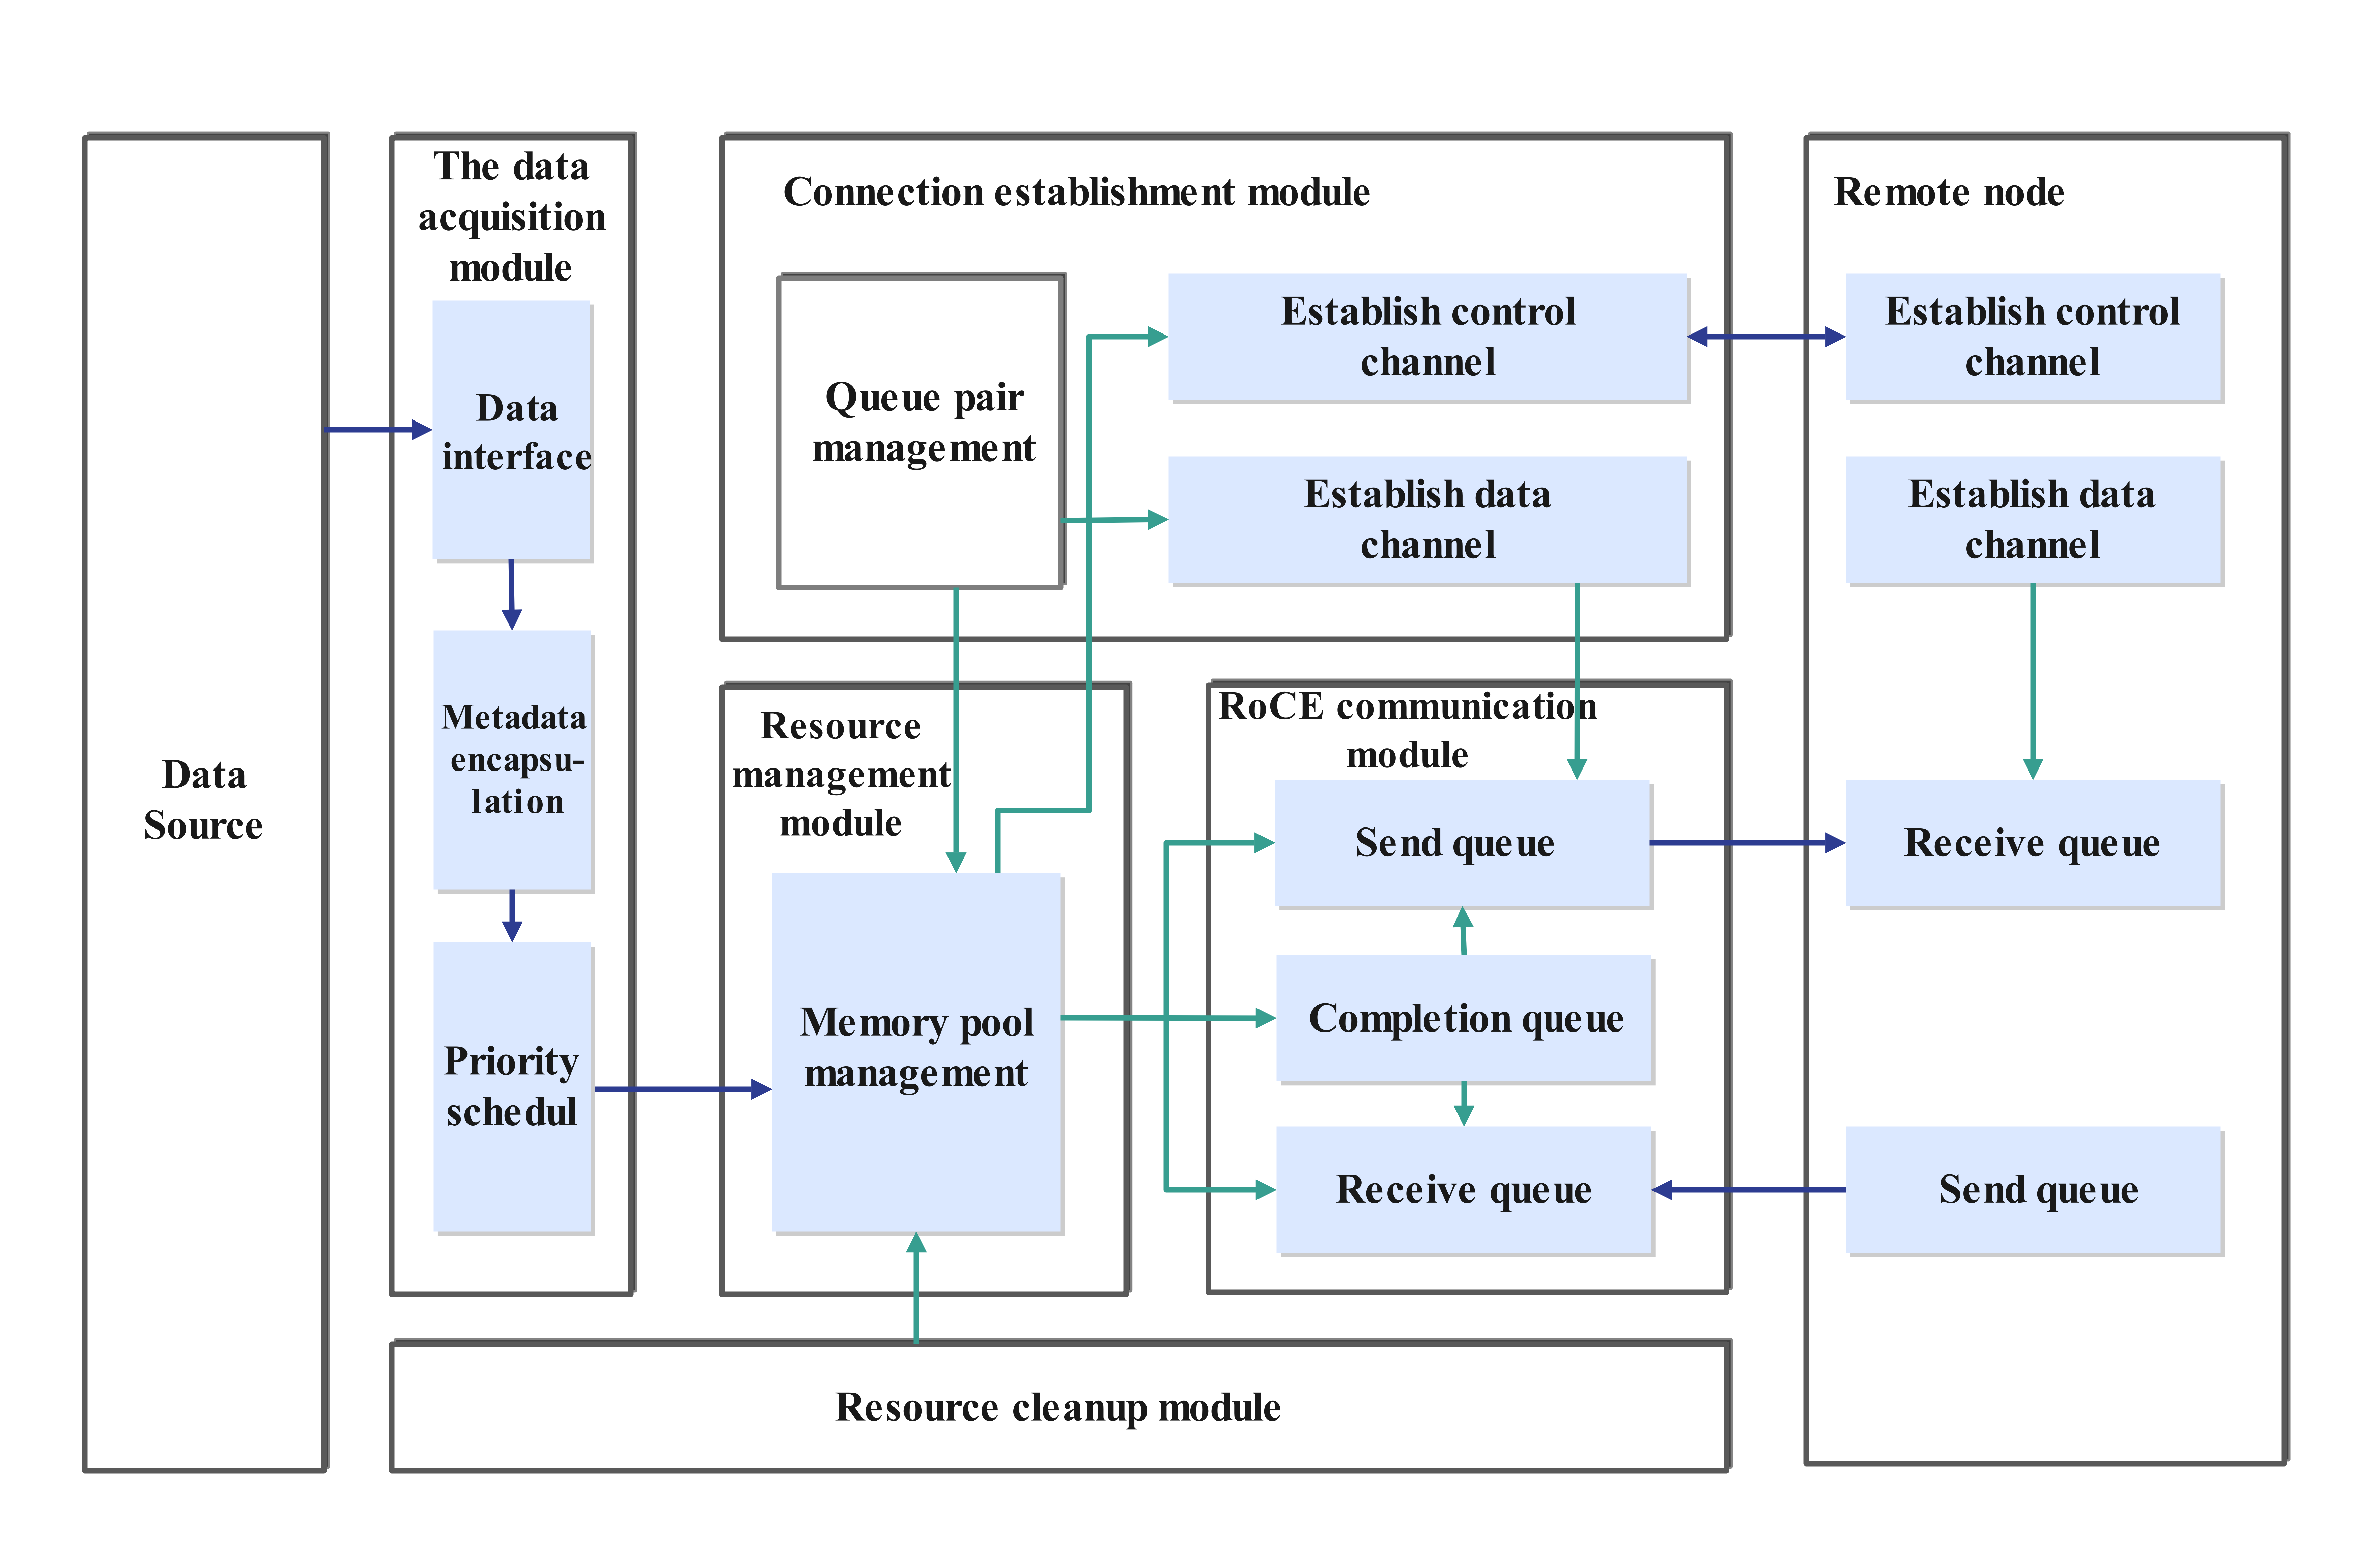 Data
Source
The data
acquisition
module
Data
interface
Metadata
encapsu-
lation
Priority
schedul
Connection establishment module
Queue pair
management
Establish control
channel
Establish data
channel
Resource
management
module
Memory pool
management
RoCE communication
module
Send queue
Completion queue
Receive queue
Remote node
Establish control
channel
Establish data
channel
Receive queue
Send queue
Resource cleanup module